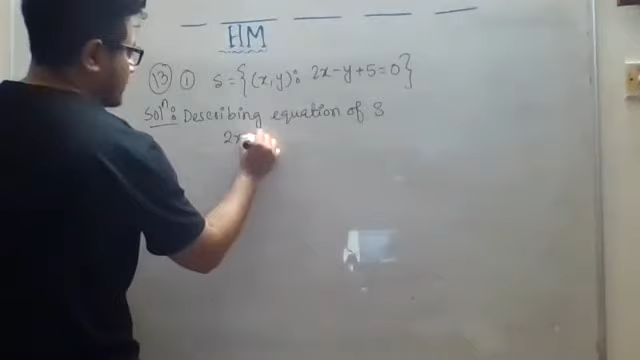 HM
13 1 S={(x,y): 2x-y+5=0}
Solⁿ: Describing equation of S
2x